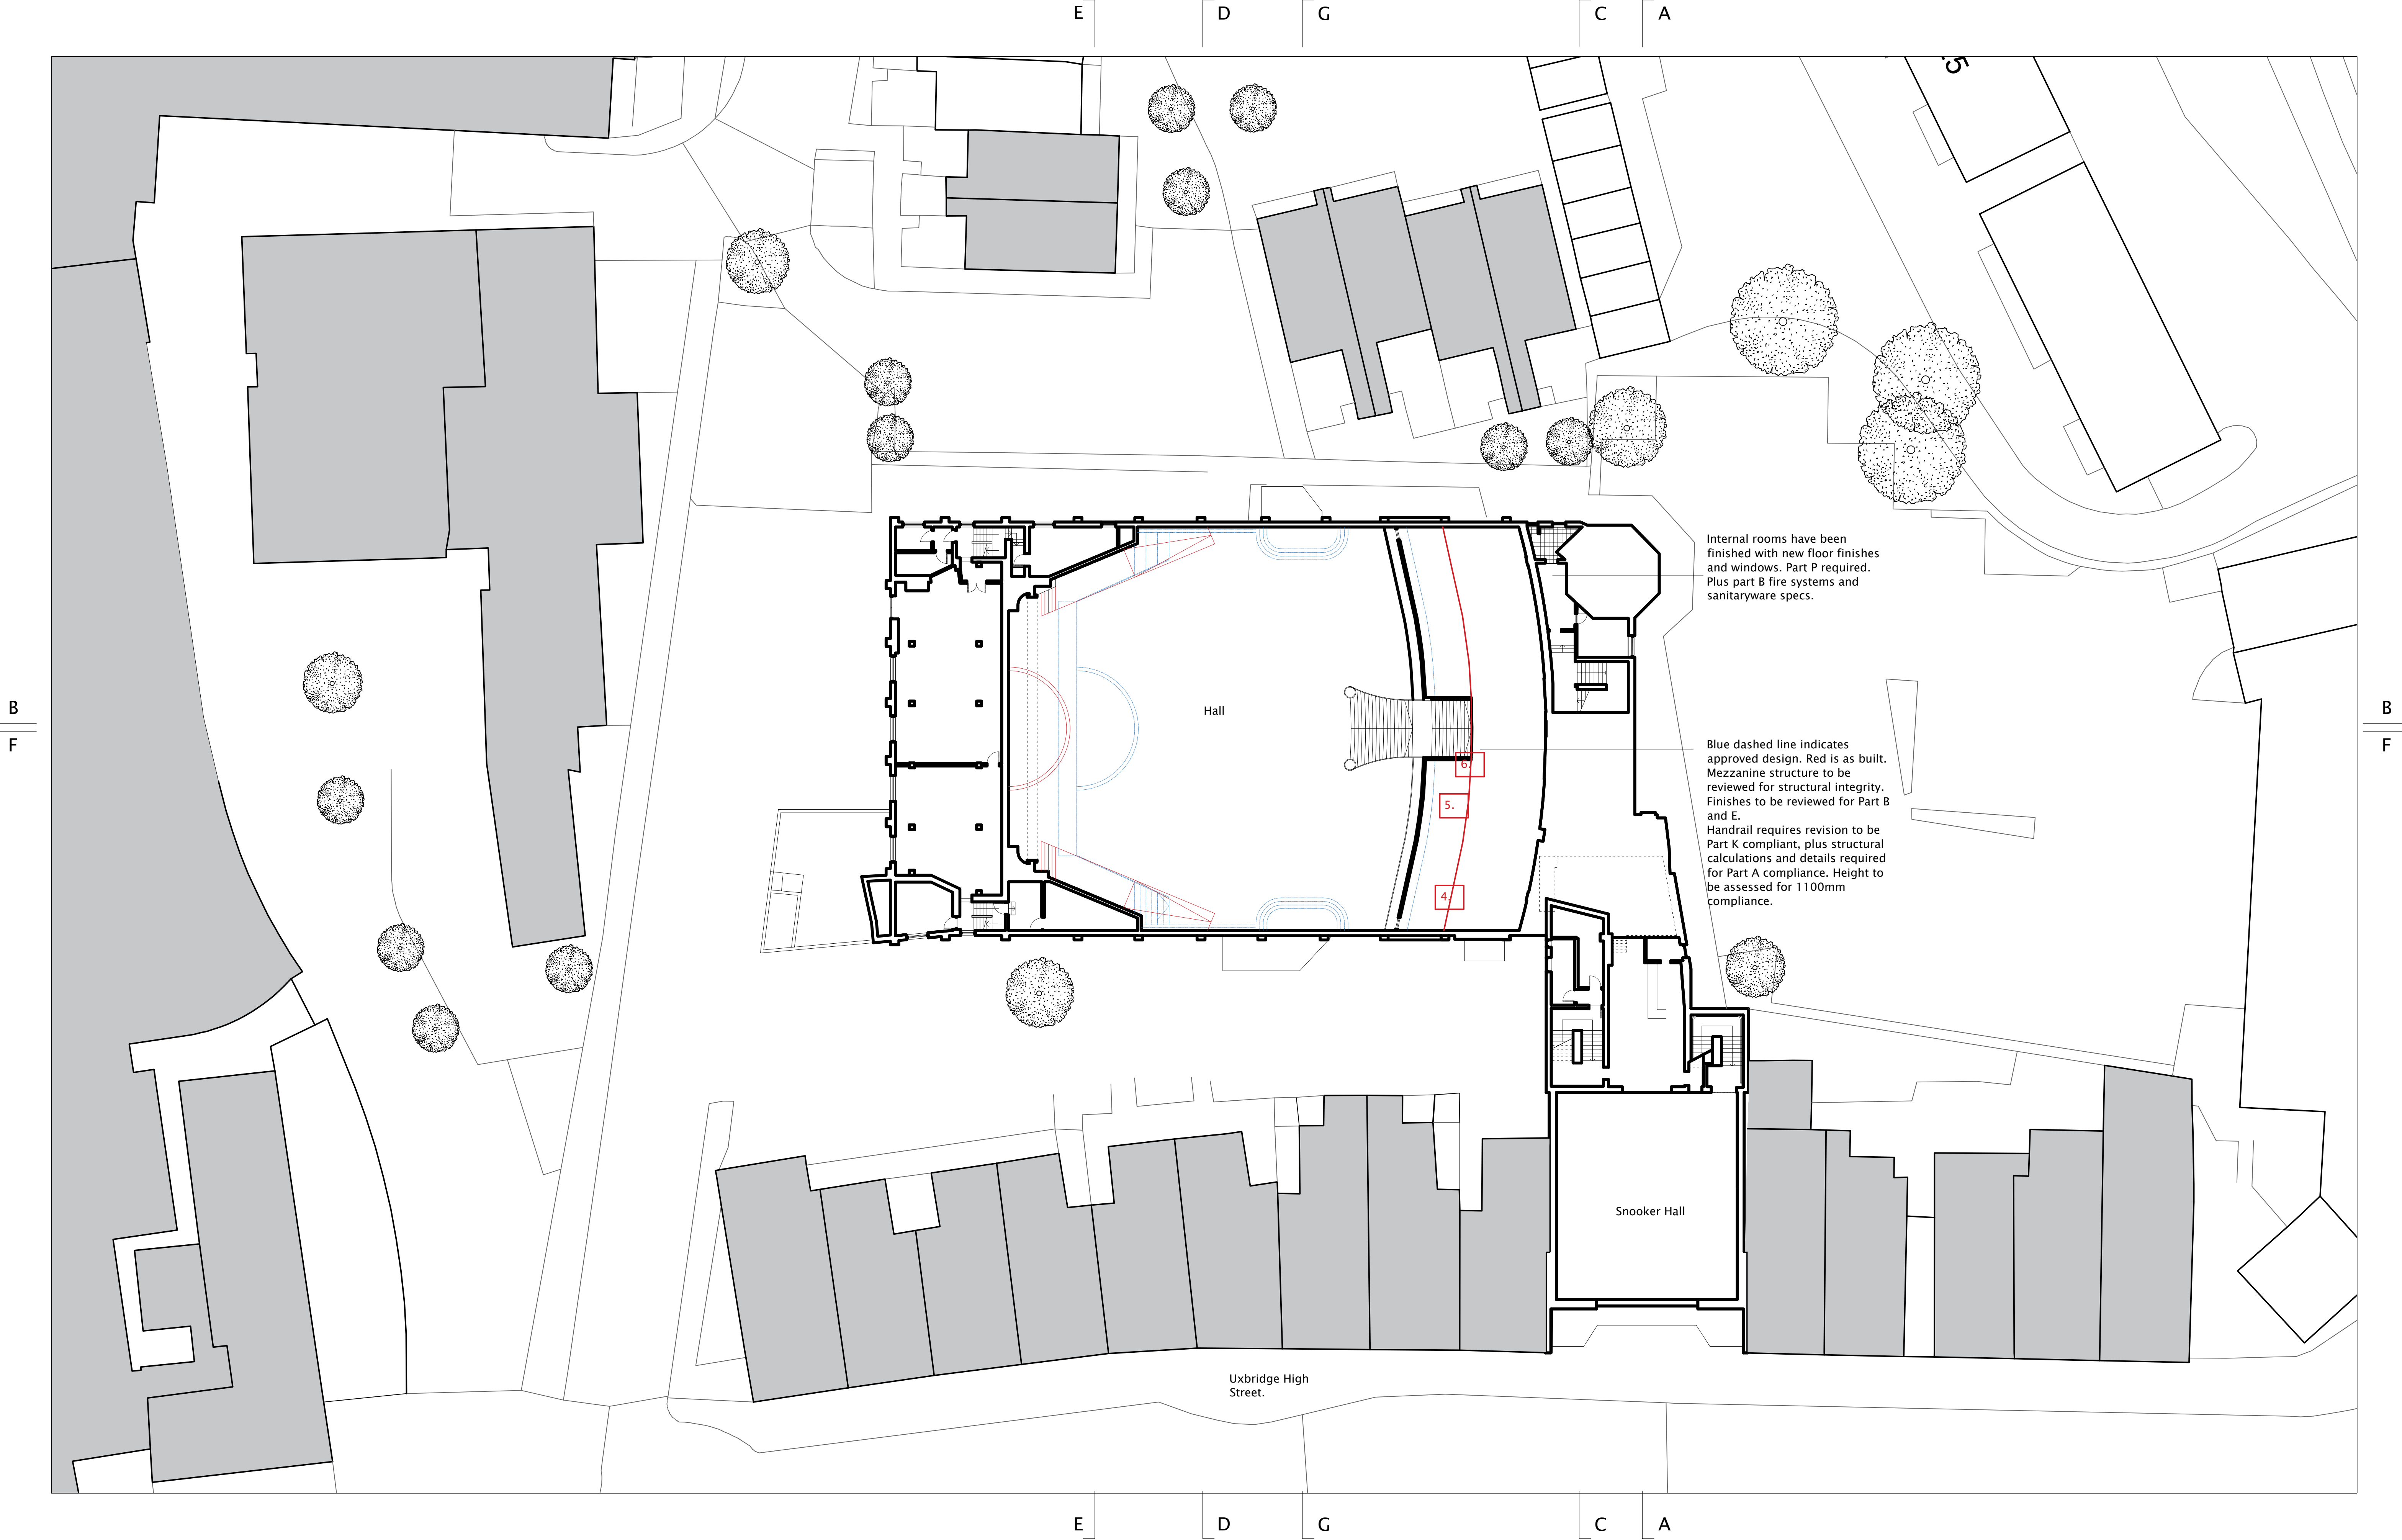 E D G C A
25
Internal rooms have been
finished with new floor finishes
and windows. Part P required.
Plus part B fire systems and
sanitaryware specs.
B
F
Hall
B
F
Blue dashed line indicates
approved design. Red is as built.
Mezzanine structure to be
reviewed for structural integrity.
Finishes to be reviewed for Part B
and E.
Handrail requires revision to be
Part K compliant, plus structural
calculations and details required
for Part A compliance. Height to
be assessed for 1100mm
compliance.
6.
5.
4.
Snooker Hall
Uxbridge High
Street.
E D G C A